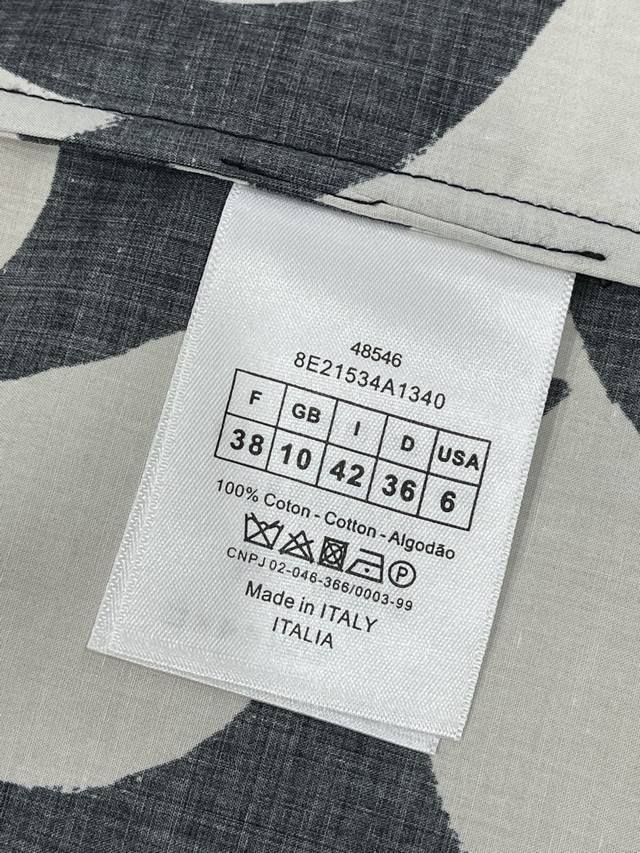 48546
8E21534A1340
F GB I D USA
38 10 42 36 6
100% Coton - Cotton - Algodão
P
CNPJ 02-046-366/0003-99
Made in ITALY
ITALIA